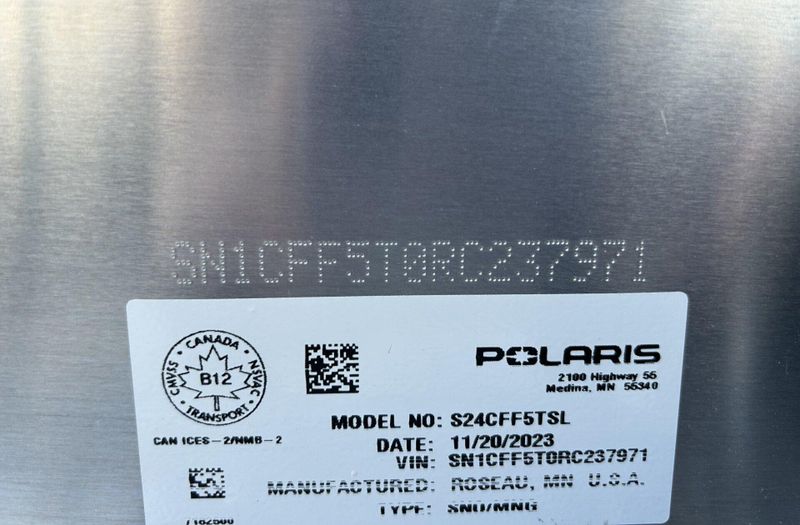 SN1CFF5T0RC237971
CANADA
CMVSS
B12
NSVAC
TRANSPORT
POLARIS
2100 Highway 55
Medina, MN 55340
MODEL NO: S24CFF5TSL
CAN ICES-2/NMB-2
DATE: 11/20/2023
VIN: SN1CFF5T0RC237971
MANUFACTURED: ROSEAU, MN U.S.A.
TYPE: SNO/MNG
7182500